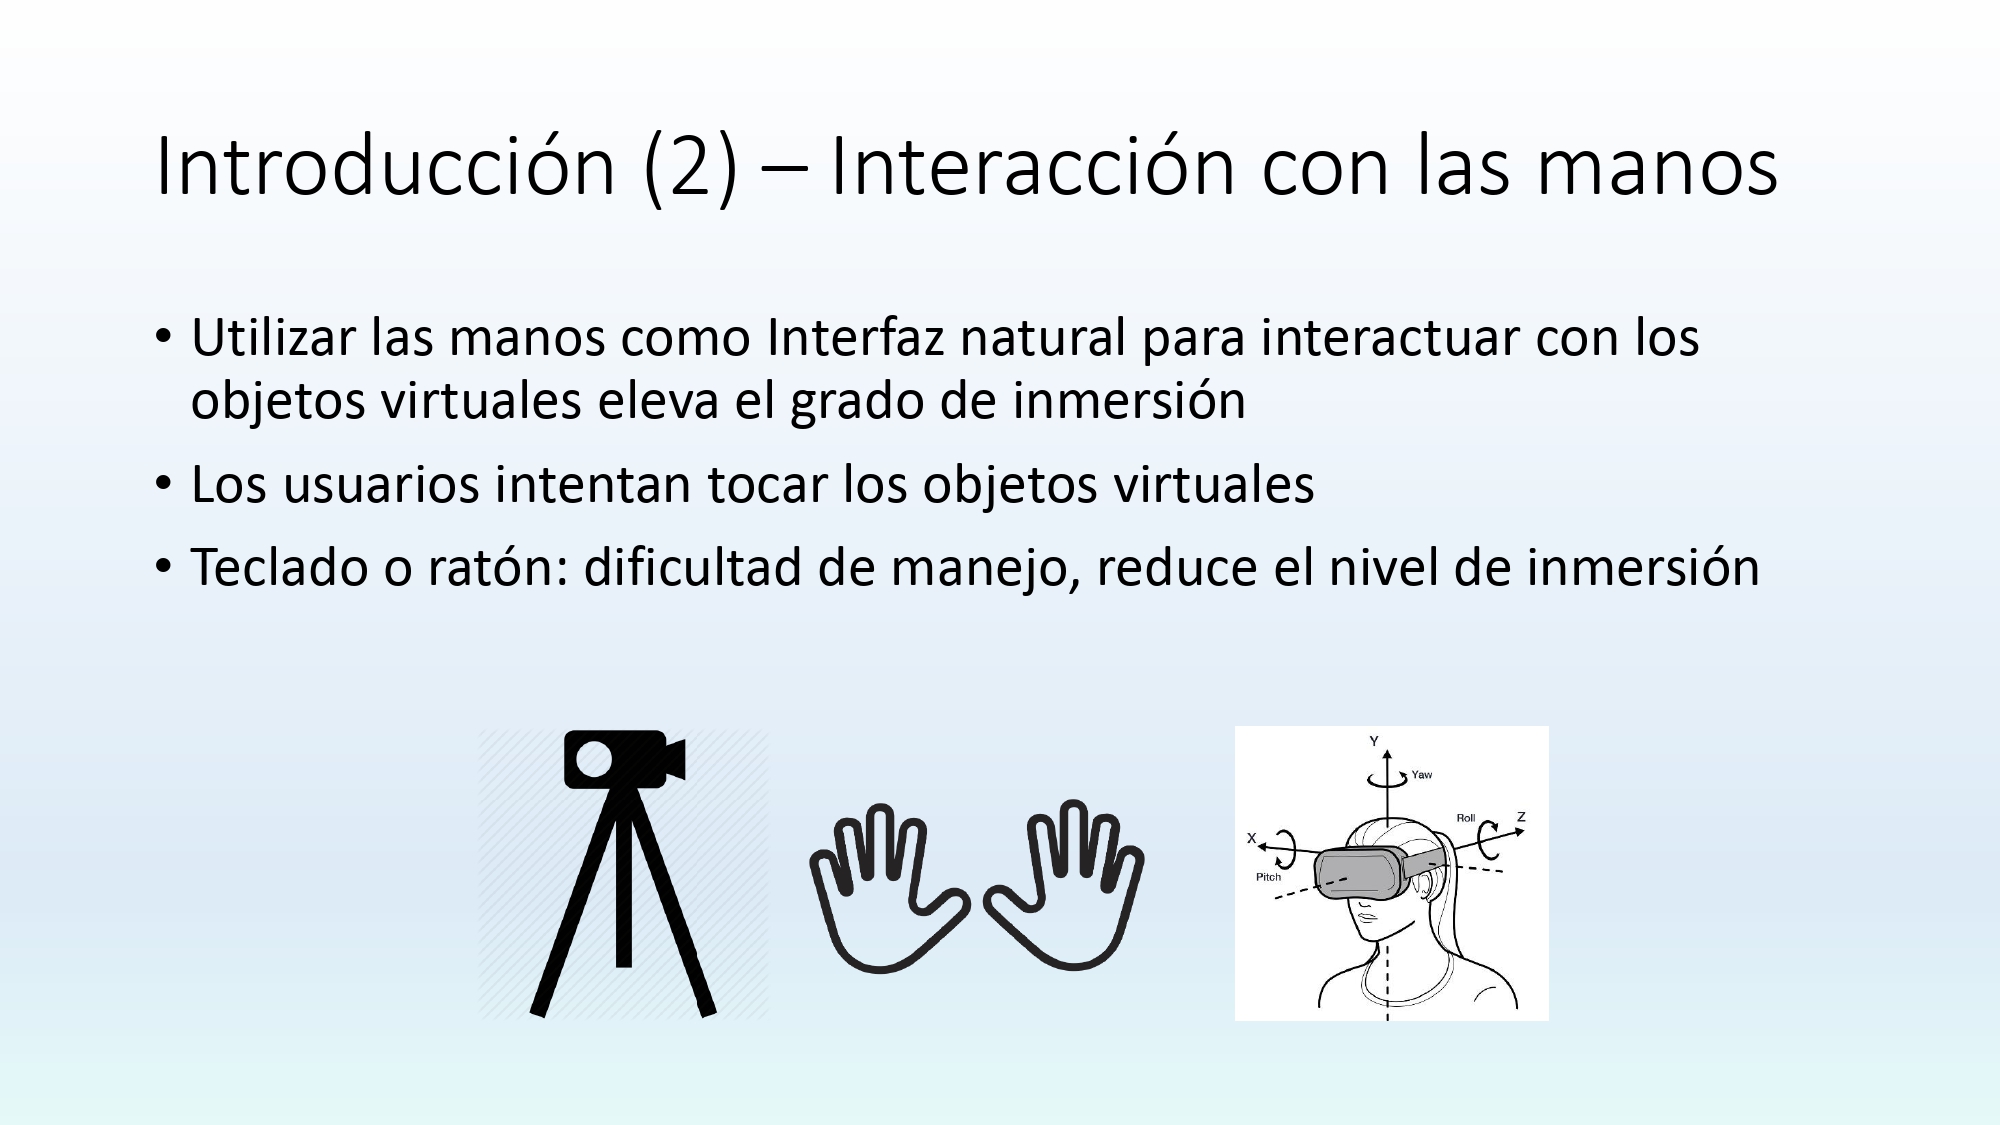 Introducción (2) – Interacción con las manos
• Utilizar las manos como Interfaz natural para interactuar con los
objetos virtuales eleva el grado de inmersión
• Los usuarios intentan tocar los objetos virtuales
• Teclado o ratón: dificultad de manejo, reduce el nivel de inmersión
Y
Yaw
Roll
Z
X
Pitch